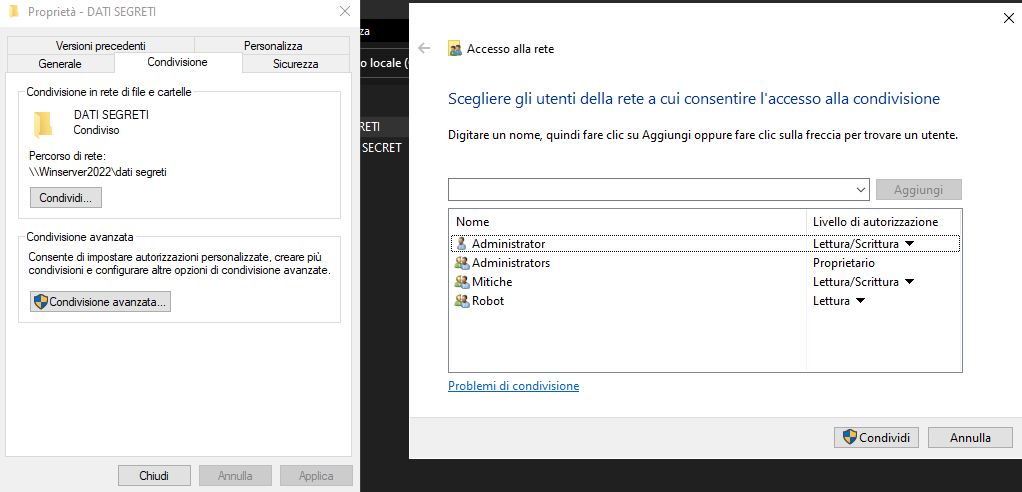 Proprietà - DATI SEGRETI
Versioni precedenti
Personalizza
Generale
Condivisione
Sicurezza
Condivisione in rete di file e cartelle
DATI SEGRETI
Condiviso
Percorso di rete:
\\Winserver2022\dati segreti
Condividi...
Condivisione avanzata
Consente di impostare autorizzazioni personalizzate, creare più
condivisioni e configurare altre opzioni di condivisione avanzate.
Condivisione avanzata...
Chiudi
Annulla
Applica
za
o locale (
RETI
SECRET
Accesso alla rete
Scegliere gli utenti della rete a cui consentire l'accesso alla condivisione
Digitare un nome, quindi fare clic su Aggiungi oppure fare clic sulla freccia per trovare un utente.
Aggiungi
Nome Livello di autorizzazione
Administrator Lettura/Scrittura
Administrators Proprietario
Mitiche Lettura/Scrittura
Robot Lettura
Problemi di condivisione
Condividi
Annulla